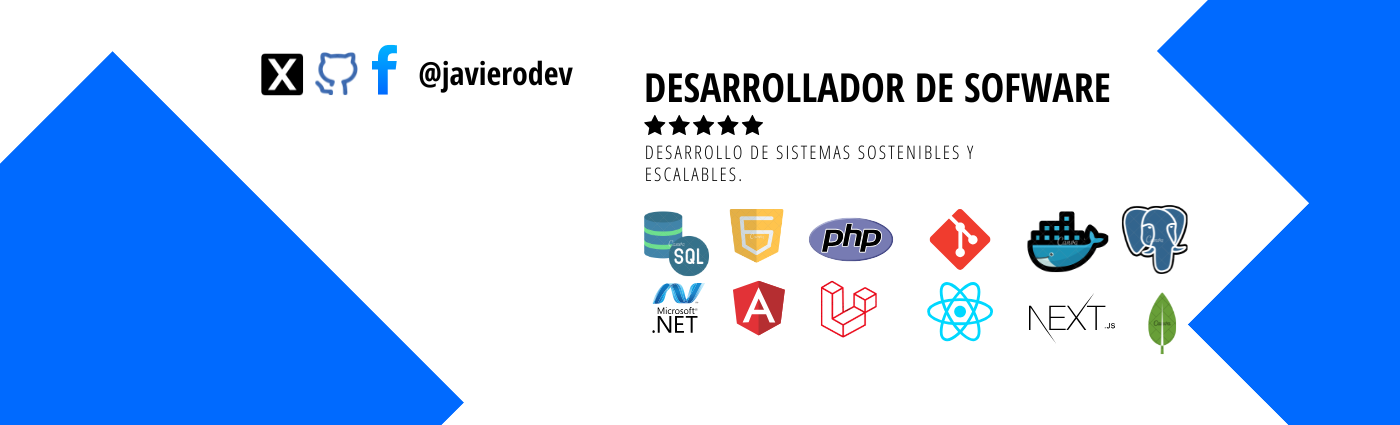 X @javierodev
DESARROLLADOR DE SOFWARE
DESARROLLO DE SISTEMAS SOSTENIBLES Y
ESCALABLES.
SQL
php
Microsoft®
.NET
A
NEXT.JS